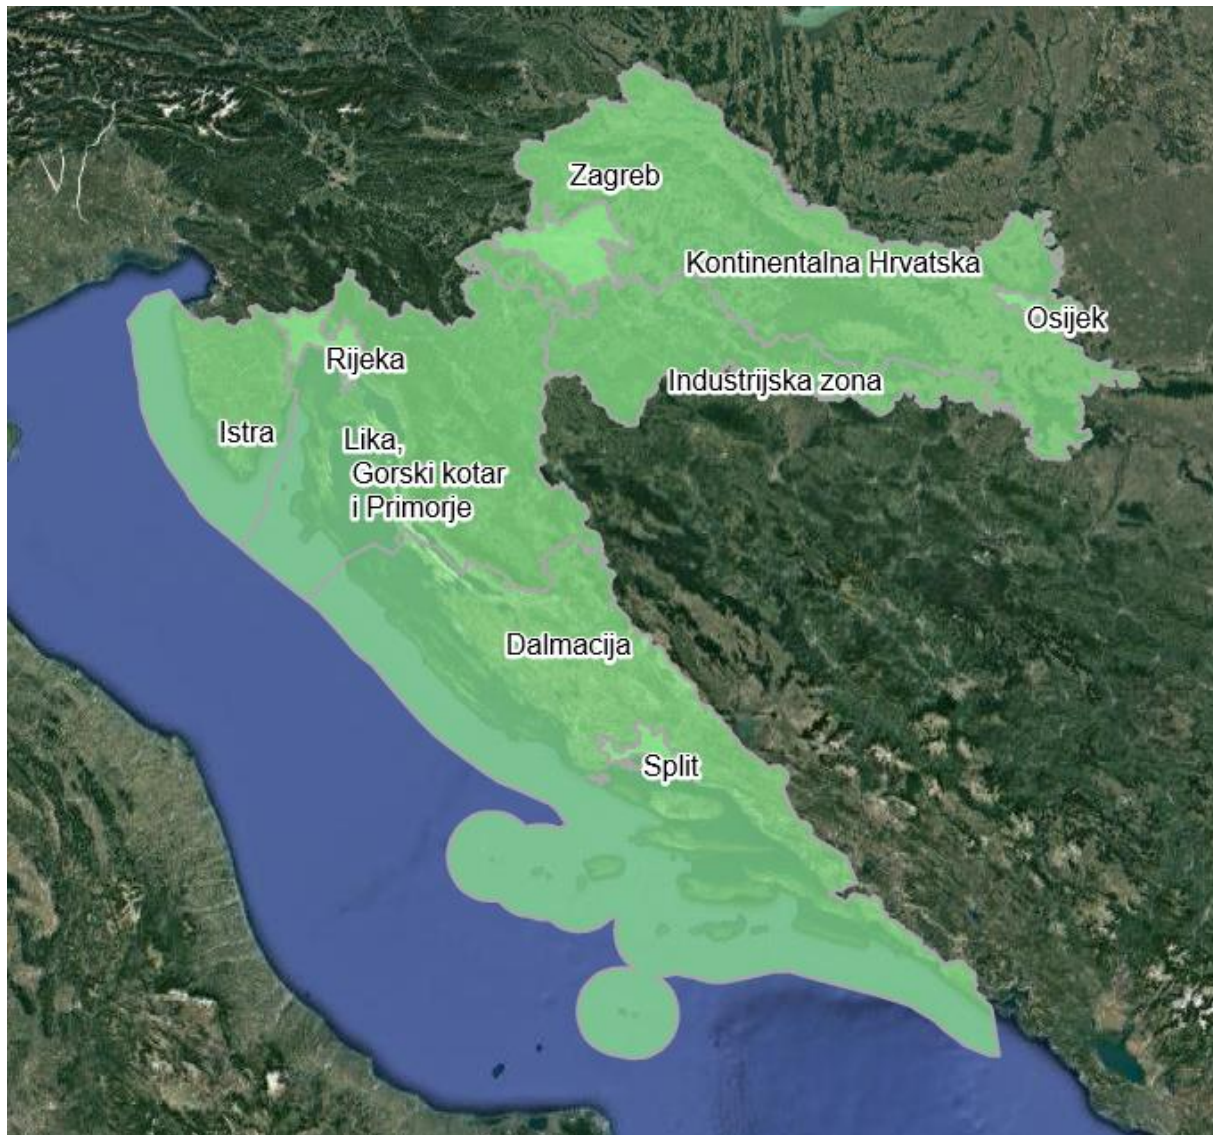 Zagreb
Kontinentalna Hrvatska
Osijek
Rijeka
Industrijska zona
Istra
Lika,
Gorski kotar
i Primorje
Dalmacija
Split